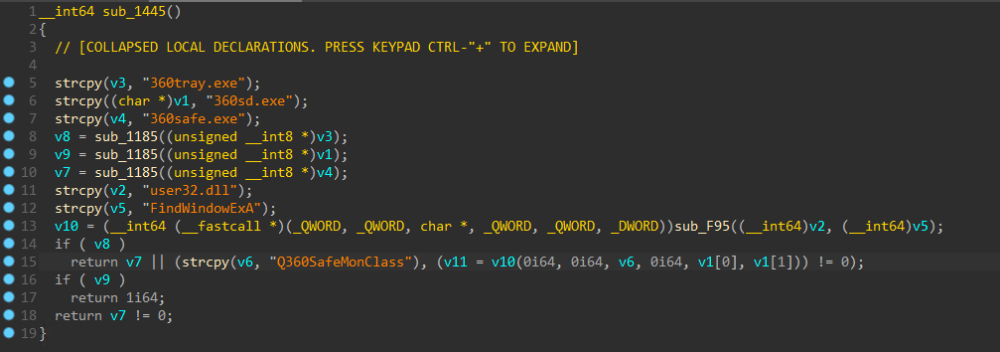 1 __int64 sub_1445()
2 {
3 // [COLLAPSED LOCAL DECLARATIONS. PRESS KEYPAD CTRL-"+" TO EXPAND]
4
5 strcpy(v3, "360tray.exe");
6 strcpy((char *)v1, "360sd.exe");
7 strcpy(v4, "360safe.exe");
8 v8 = sub_1185((unsigned __int8 *)v3);
9 v9 = sub_1185((unsigned __int8 *)v1);
10 v7 = sub_1185((unsigned __int8 *)v4);
11 strcpy(v2, "user32.dll");
12 strcpy(v5, "FindWindowExA");
13 v10 = (__int64 (__fastcall *)(_QWORD, _QWORD, char *, _QWORD, _QWORD, _DWORD))sub_F95((__int64)v2, (__int64)v5);
14 if ( v8 )
15 return v7 || (strcpy(v6, "Q360SafeMonClass"), (v11 = v10(0i64, 0i64, v6, 0i64, v1[0], v1[1])) != 0);
16 if ( v9 )
17 return 1i64;
18 return v7 != 0;
19 }